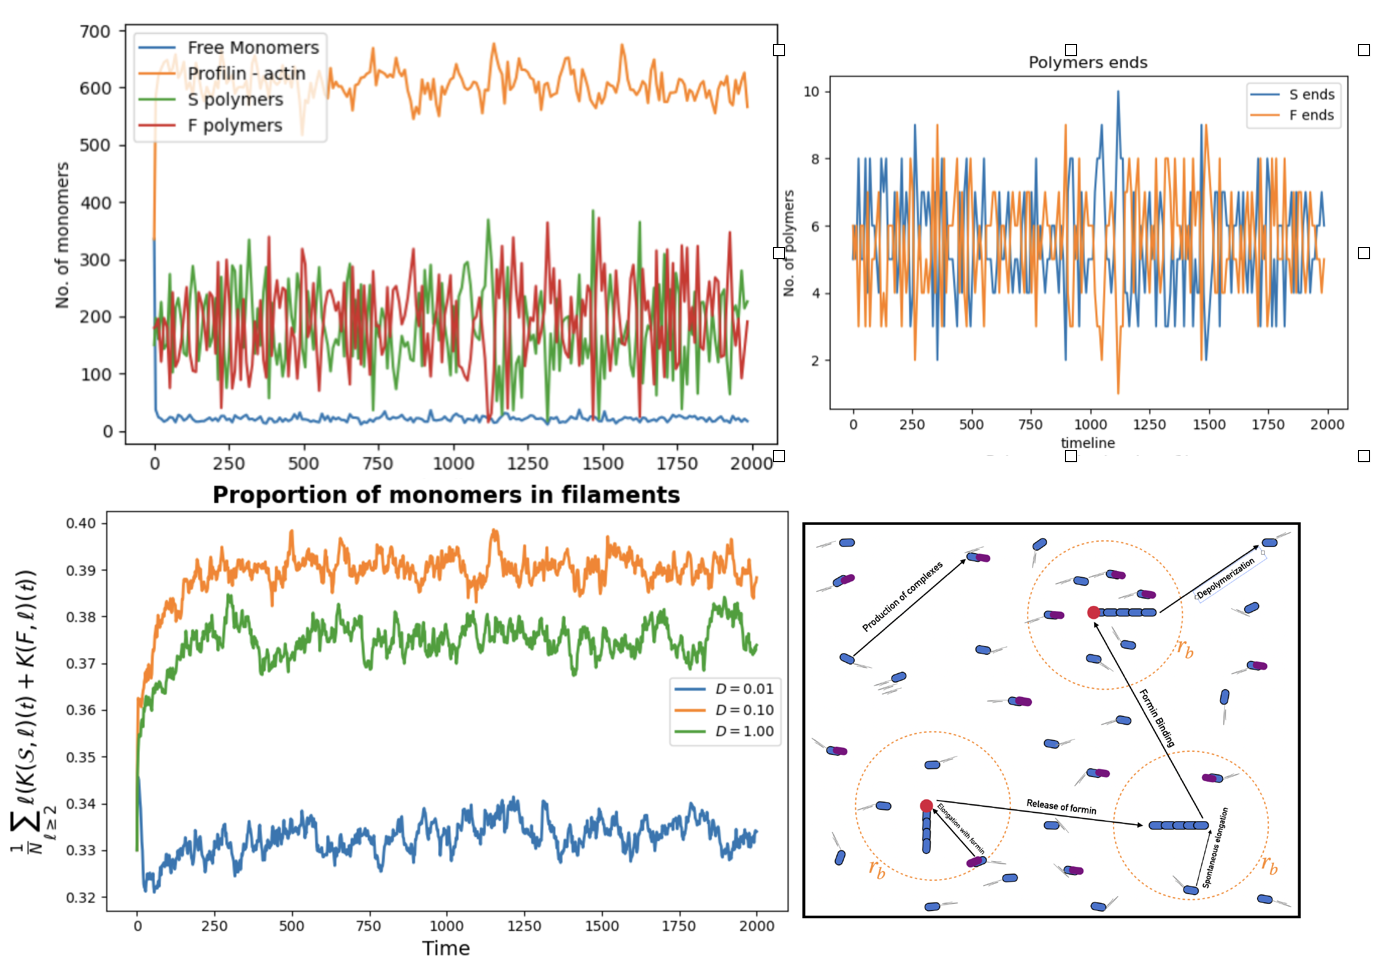 700
600
500
400
300
200
100
0
No. of monomers
Free Monomers
Profilin - actin
S polymers
F polymers
0 250 500 750 1000 1250 1500 1750 2000
Polymers ends
10
8
6
4
2
No. of polymers
S ends
F ends
0 250 500 750 1000 1250 1500 1750 2000
timeline
Proportion of monomers in filaments
0.40
0.39
0.38
0.37
0.36
0.35
0.34
0.33
0.32
1/N ∑ ℓ≥2 ℓ(K(𝒮, ℓ)(t) + K(F, ℓ)(t))
D = 0.01
D = 0.10
D = 1.00
0 250 500 750 1000 1250 1500 1750 2000
Time
Production of complexes
Depolymerization
r_b
Formin Binding
Release of formin
Elongation with formin
Spontaneous elongation
r_b
r_b